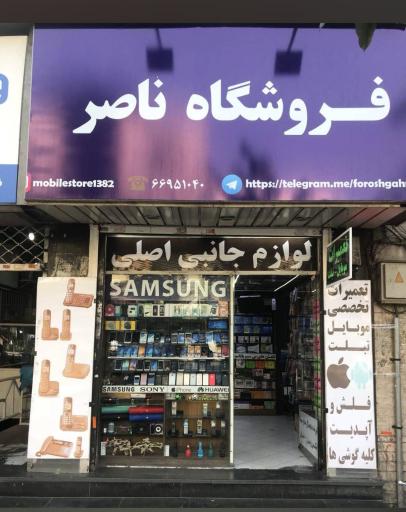 فروشگاه ناصر
mobilestore1382
۶۶۹۵۱۰۴۰
https://telegram.me/foroshgah
لوازم جانبی اصلی
SAMSUNG
تعمیرات
تخصصی
موبایل
تبلت
فلش و
آپدیت
کلیه گوشی ها
SAMSUNG SONY iPhone HUAWEI